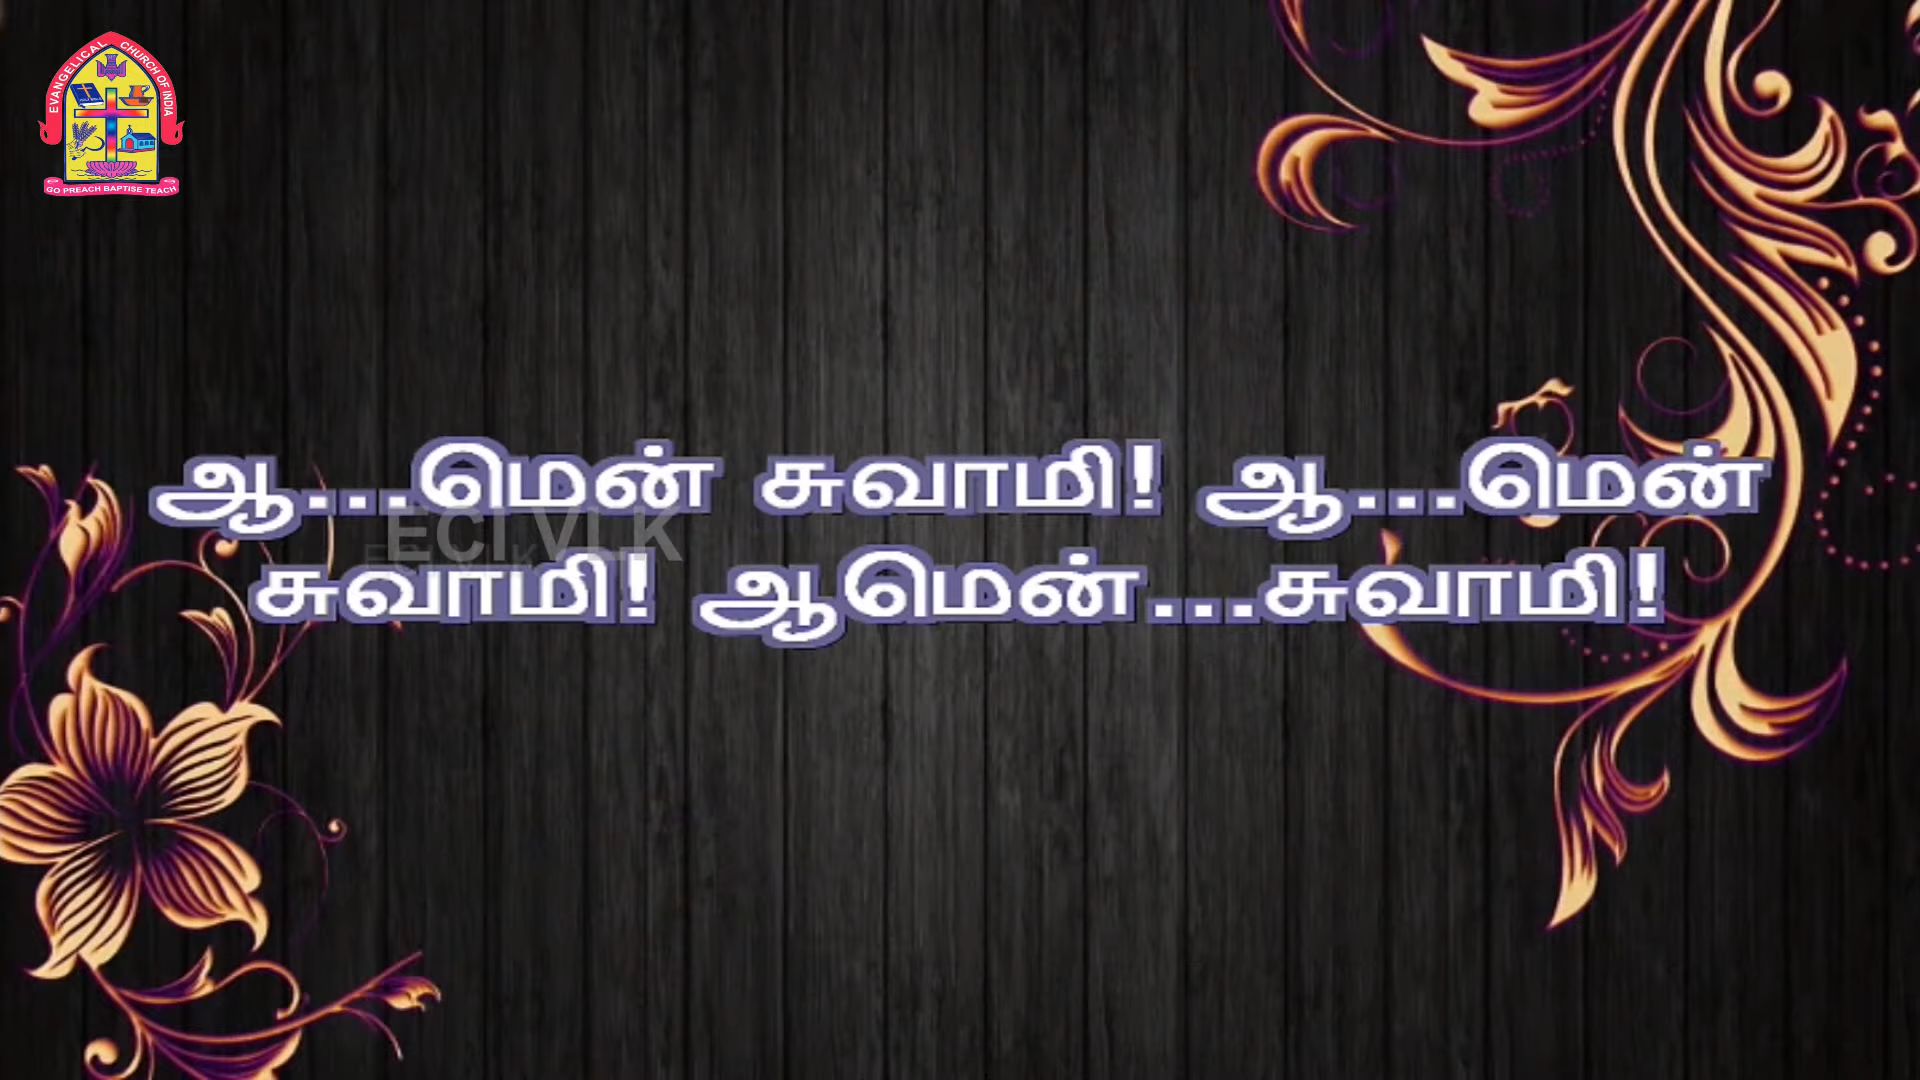 EVANGELICAL CHURCH OF INDIA
GO PREACH BAPTISE TEACH
ஆ...மென் சுவாமி! ஆ...மென்
ECI VLK
சுவாமி! ஆமென்...சுவாமி!